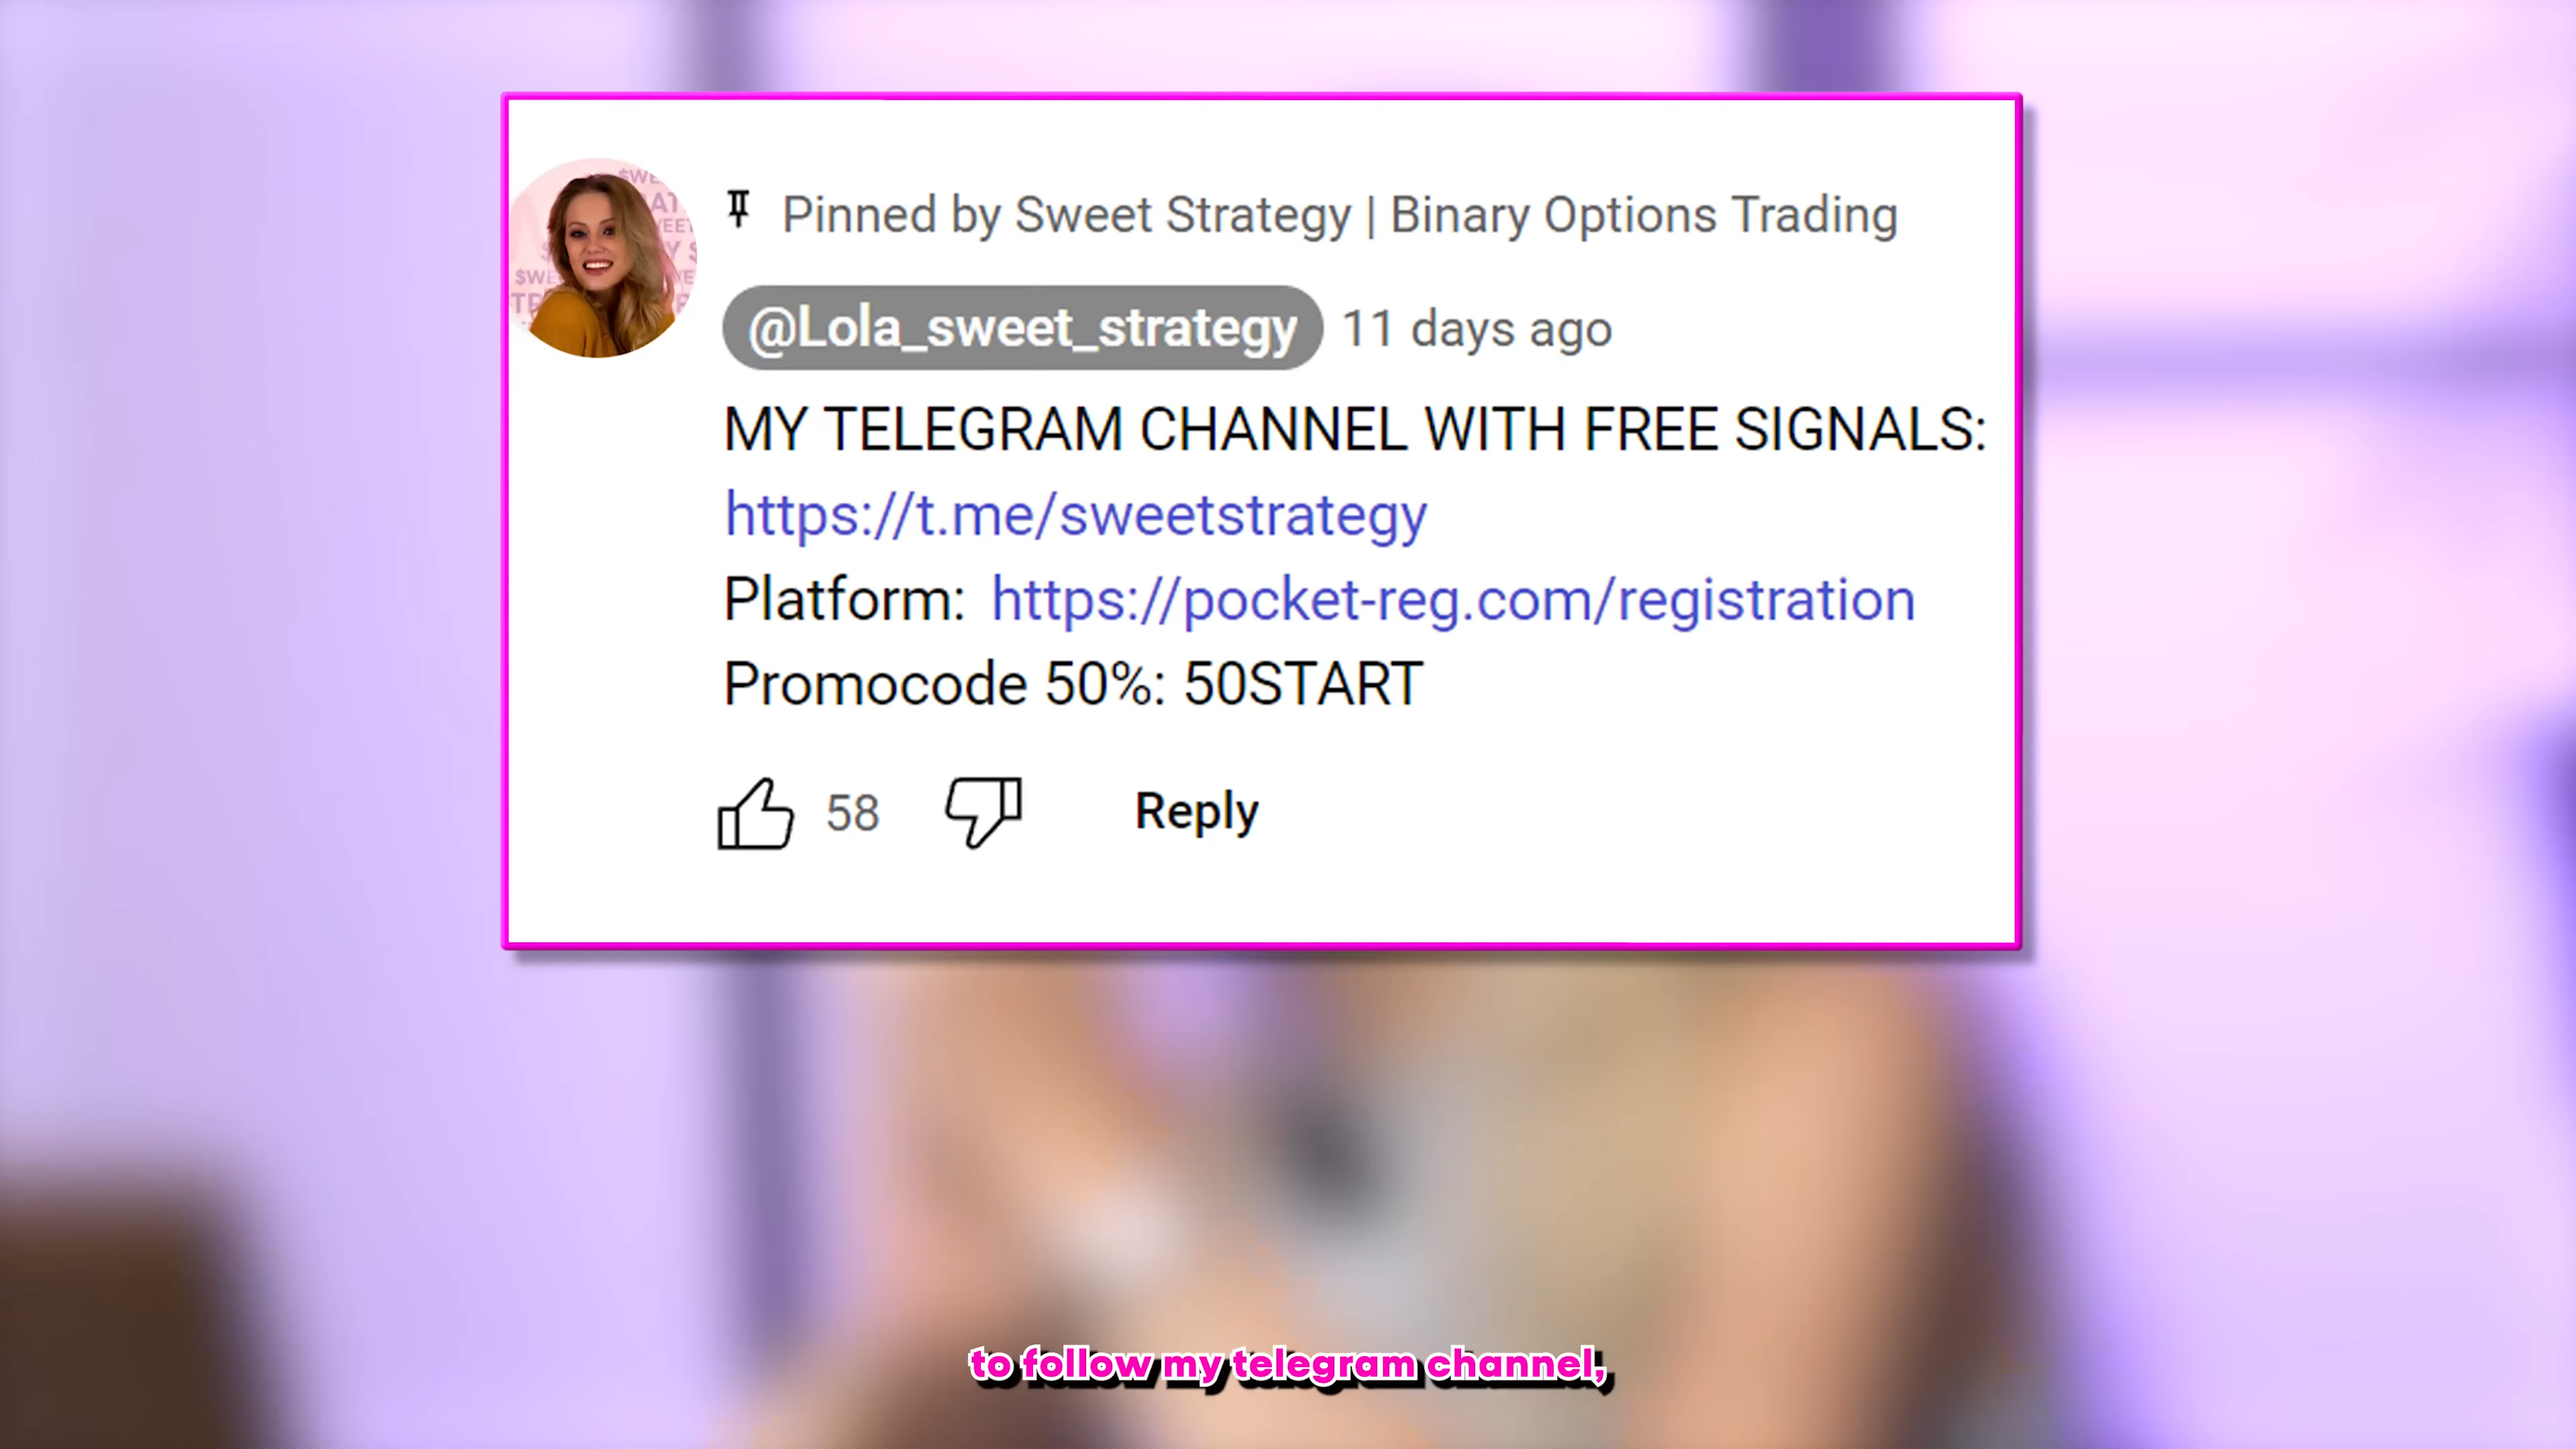 Pinned by Sweet Strategy | Binary Options Trading
@Lola_sweet_strategy 11 days ago
MY TELEGRAM CHANNEL WITH FREE SIGNALS:
https://t.me/sweetstrategy
Platform: https://pocket-reg.com/registration
Promocode 50%: 50START
58 Reply
to follow my telegram channel,